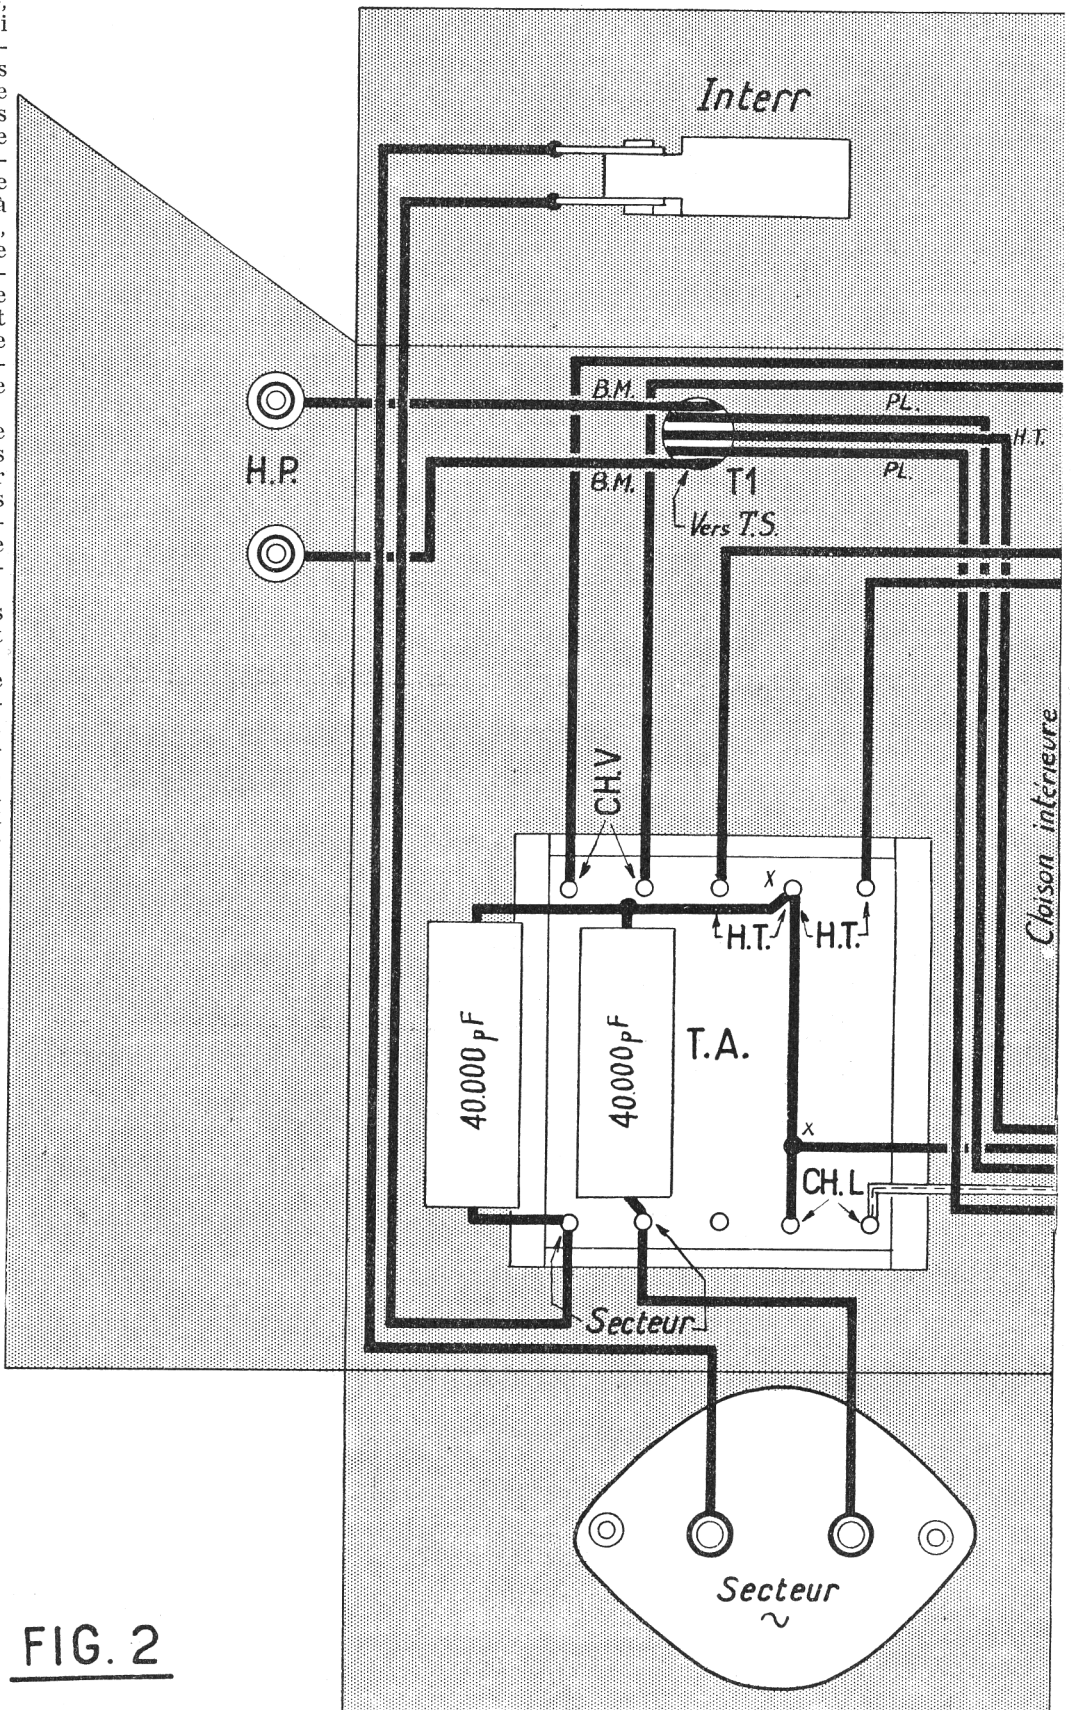 Interr
B.M.
PL.
H.T.
H.P.
B.M.
T1
PL.
Vers T.S.
CH.V
Cloison intérieure
X
H.T.
H.T.
40.000 pF
40.000 pF
T.A.
X
CH.L
Secteur
Secteur
~
FIG. 2